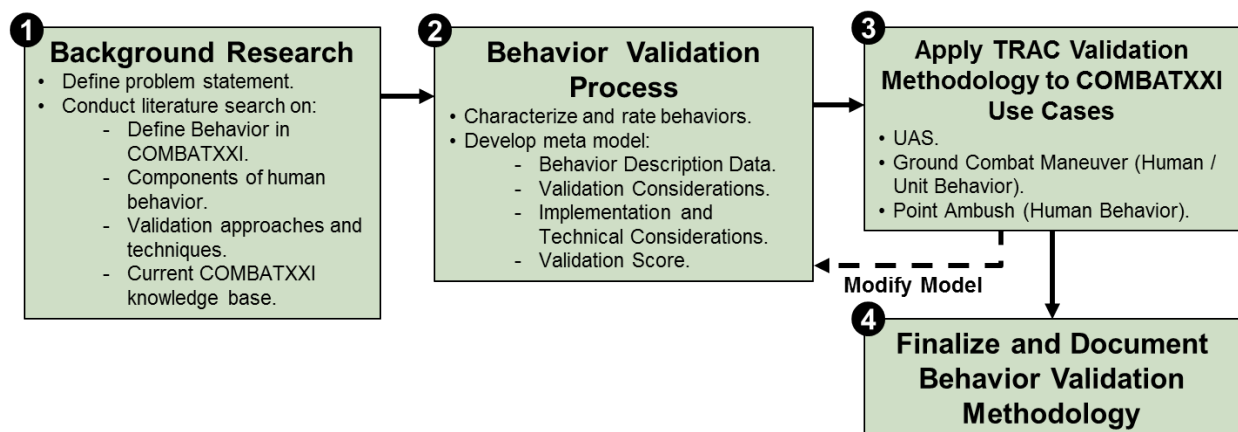 1
Background Research
• Define problem statement.
• Conduct literature search on:
- Define Behavior in
COMBATXXI.
- Components of human
behavior.
- Validation approaches and
techniques.
- Current COMBATXXI
knowledge base.
2
Behavior Validation
Process
• Characterize and rate behaviors.
• Develop meta model:
- Behavior Description Data.
- Validation Considerations.
- Implementation and
Technical Considerations.
- Validation Score.
3
Apply TRAC Validation
Methodology to COMBATXXI
Use Cases
• UAS.
• Ground Combat Maneuver (Human /
Unit Behavior).
• Point Ambush (Human Behavior).
Modify Model
4
Finalize and Document
Behavior Validation
Methodology